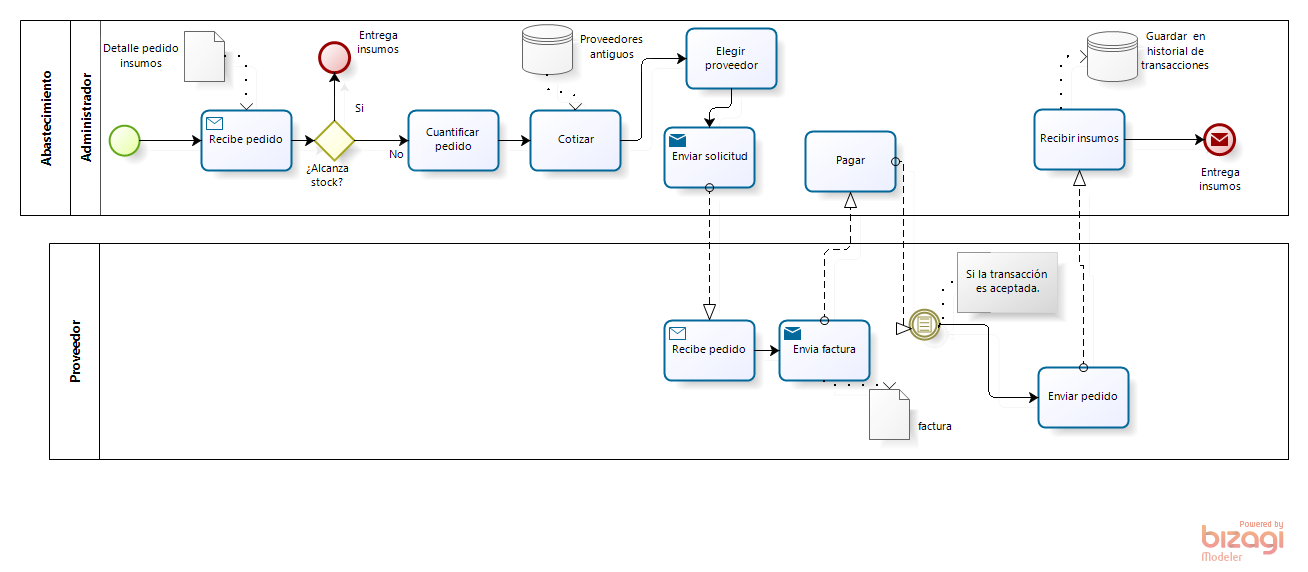 Abastecimiento
Administrador
Detalle pedido
insumos
Recibe pedido
Entrega
insumos
Si
¿Alcanza
stock?
No
Cuantificar
pedido
Proveedores
antiguos
Cotizar
Elegir
proveedor
Enviar solicitud
Pagar
Guardar en
historial de
transacciones
Recibir insumos
Entrega
insumos
Proveedor
Recibe pedido
Envia factura
factura
Si la transacción
es aceptada.
Enviar pedido
Powered by
bizagi
Modeler